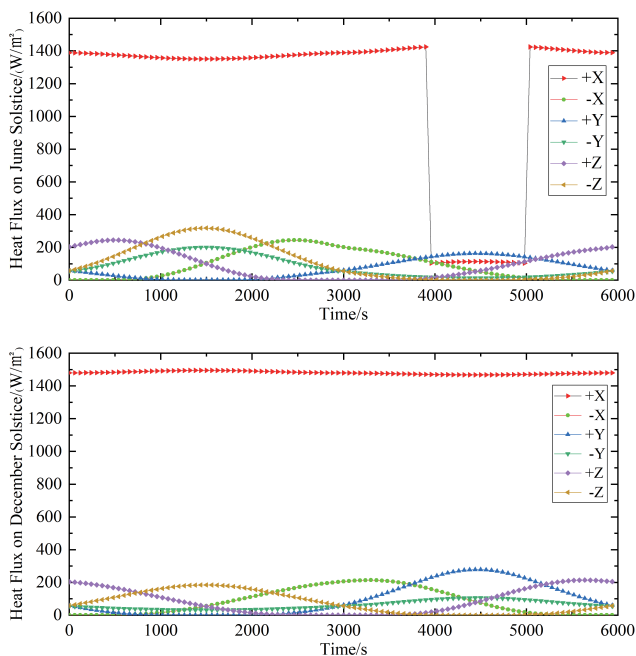 Heat Flux on June Solstice/(W/m²)
1600
1400
1200
1000
800
600
400
200
0
+X
-X
+Y
-Y
+Z
-Z
0 1000 2000 3000 4000 5000 6000
Time/s
Heat Flux on December Solstice/(W/m²)
1600
1400
1200
1000
800
600
400
200
0
+X
-X
+Y
-Y
+Z
-Z
0 1000 2000 3000 4000 5000 6000
Time/s